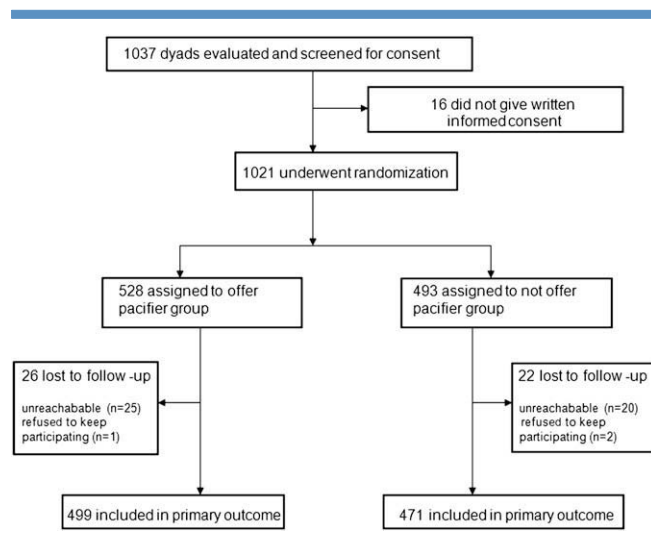 1037 dyads evaluated and screened for consent
16 did not give written
informed consent
1021 underwent randomization
528 assigned to offer
pacifier group
493 assigned to not offer
pacifier group
26 lost to follow -up
unreachabable (n=25)
refused to keep
participating (n=1)
22 lost to follow -up
unreachabable (n=20)
refused to keep
participating (n=2)
499 included in primary outcome
471 included in primary outcome